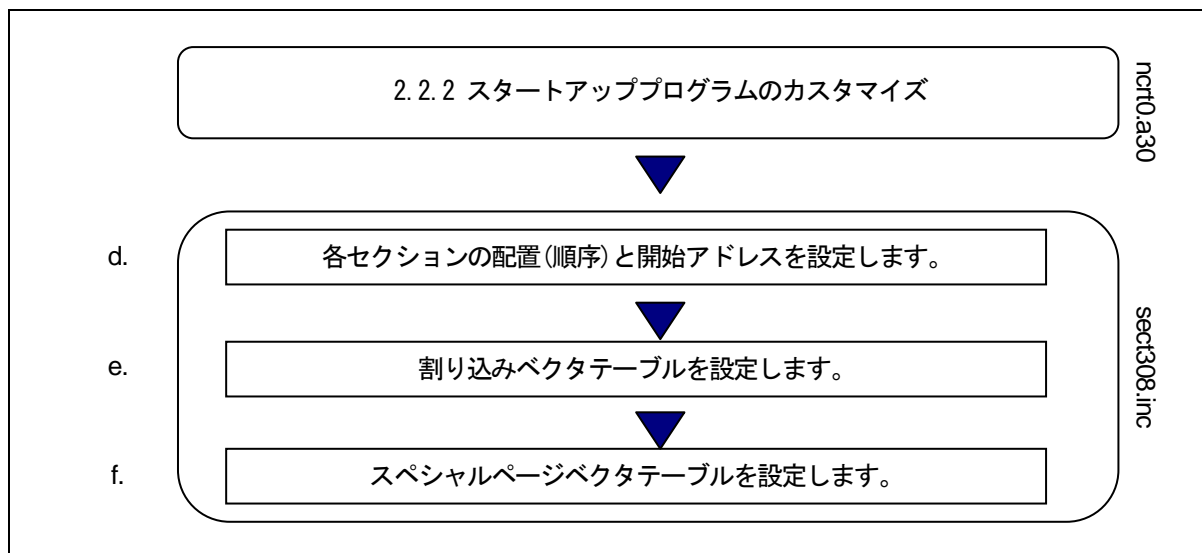 2.2.2 スタートアッププログラムのカスタマイズ
ncrt0.a30
d.
各セクションの配置(順序)と開始アドレスを設定します。
e.
割り込みベクタテーブルを設定します。
f.
スペシャルページベクタテーブルを設定します。
sect308.inc